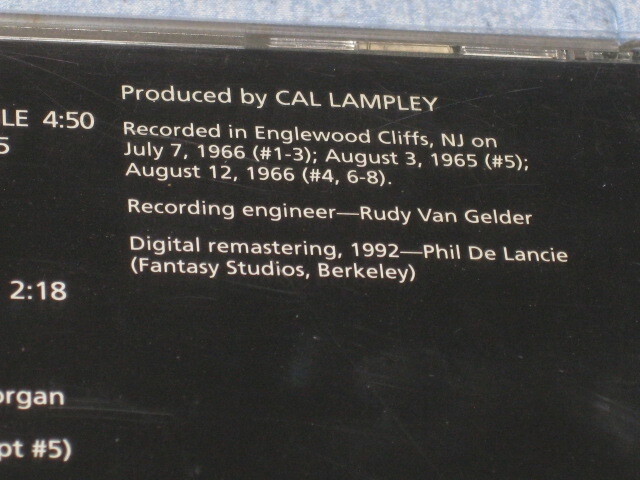 Produced by CAL LAMPLEY
LE 4:50
Recorded in Englewood Cliffs, NJ on
5
July 7, 1966 (#1-3); August 3, 1965 (#5);
August 12, 1966 (#4, 6-8).
Recording engineer—Rudy Van Gelder
Digital remastering, 1992—Phil De Lancie
(Fantasy Studios, Berkeley)
2:18
organ
pt #5)